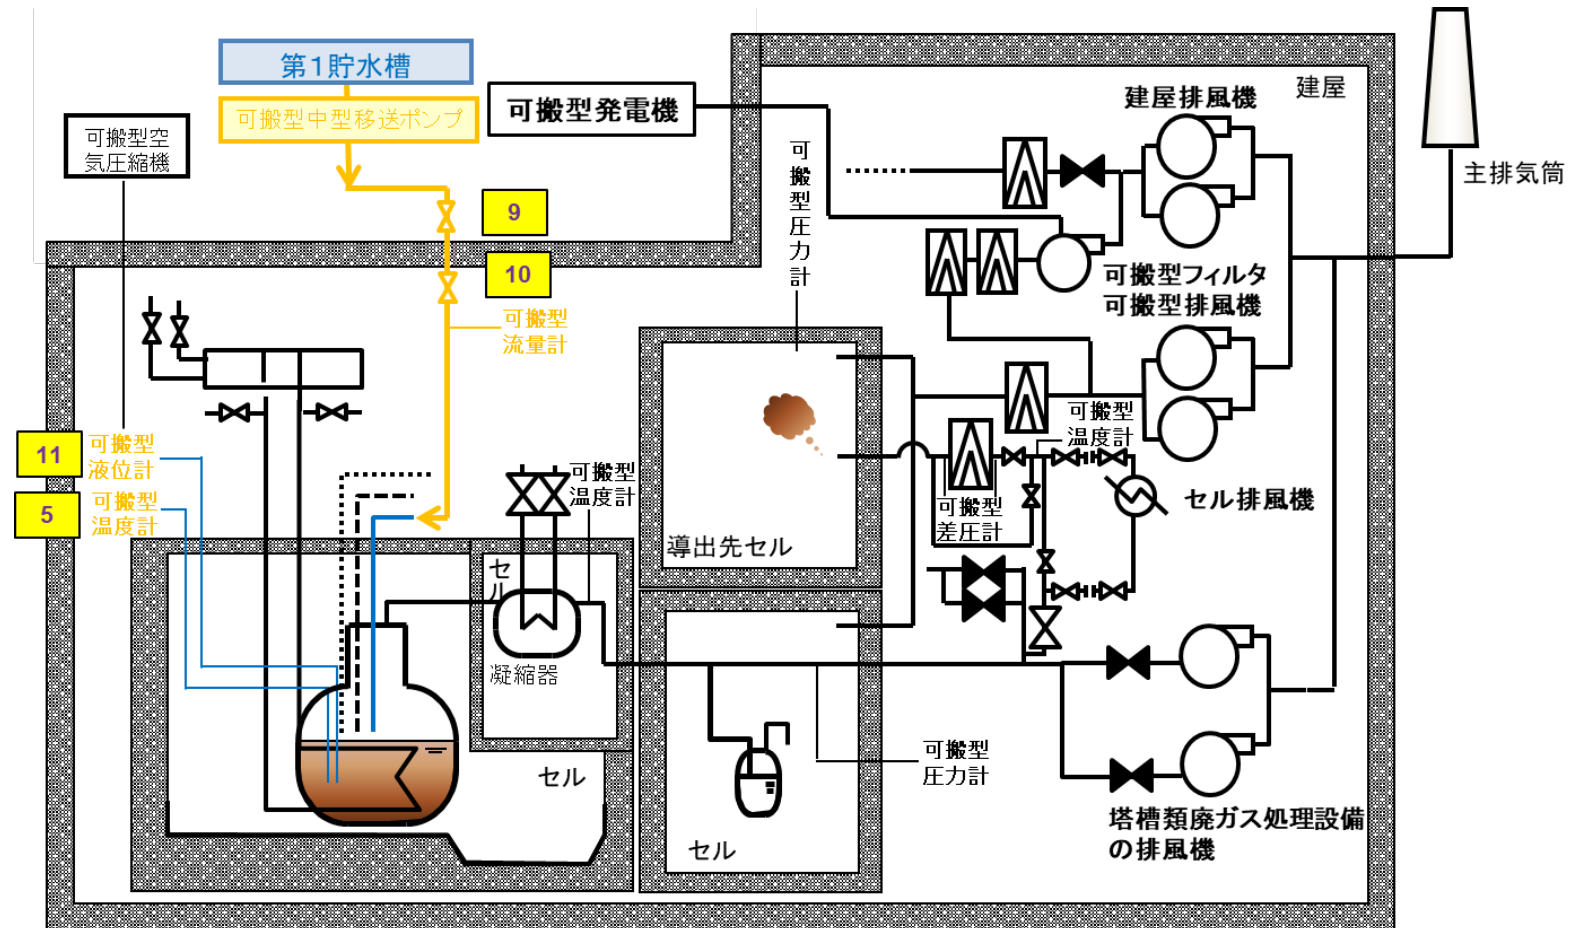 第1貯水槽
可搬型中型移送ポンプ
可搬型発電機
可搬型空
気圧縮機
建屋
建屋排風機
主排気筒
可搬型圧力計
9
10
可搬型
流量計
可搬型フィルタ
可搬型排風機
11
可搬型
液位計
5
可搬型
温度計
可搬型
温度計
可搬型
温度計
可搬型
差圧計
セル排風機
導出先セル
セル
凝縮器
セル
可搬型
圧力計
セル
塔槽類廃ガス処理設備
の排風機